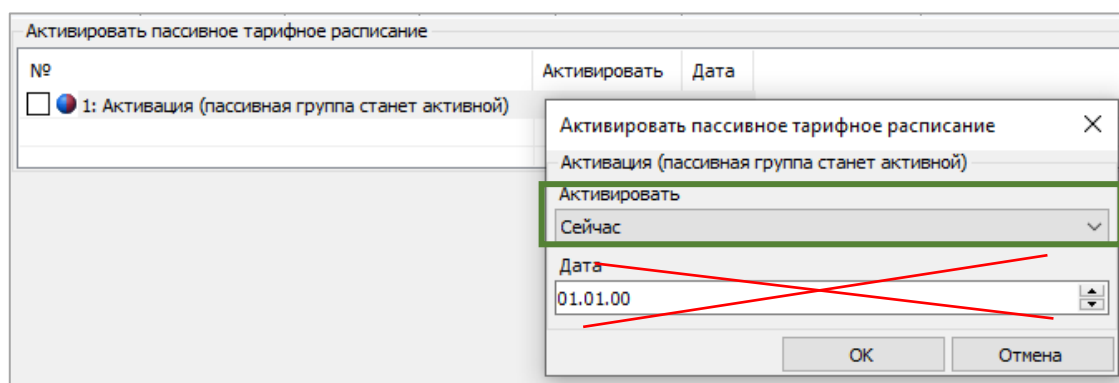 Активировать пассивное тарифное расписание
№ Активировать Дата
1: Активация (пассивная группа станет активной)
Активировать пассивное тарифное расписание
Активация (пассивная группа станет активной)
Активировать
Сейчас
Дата
01.01.00
ОК Отмена